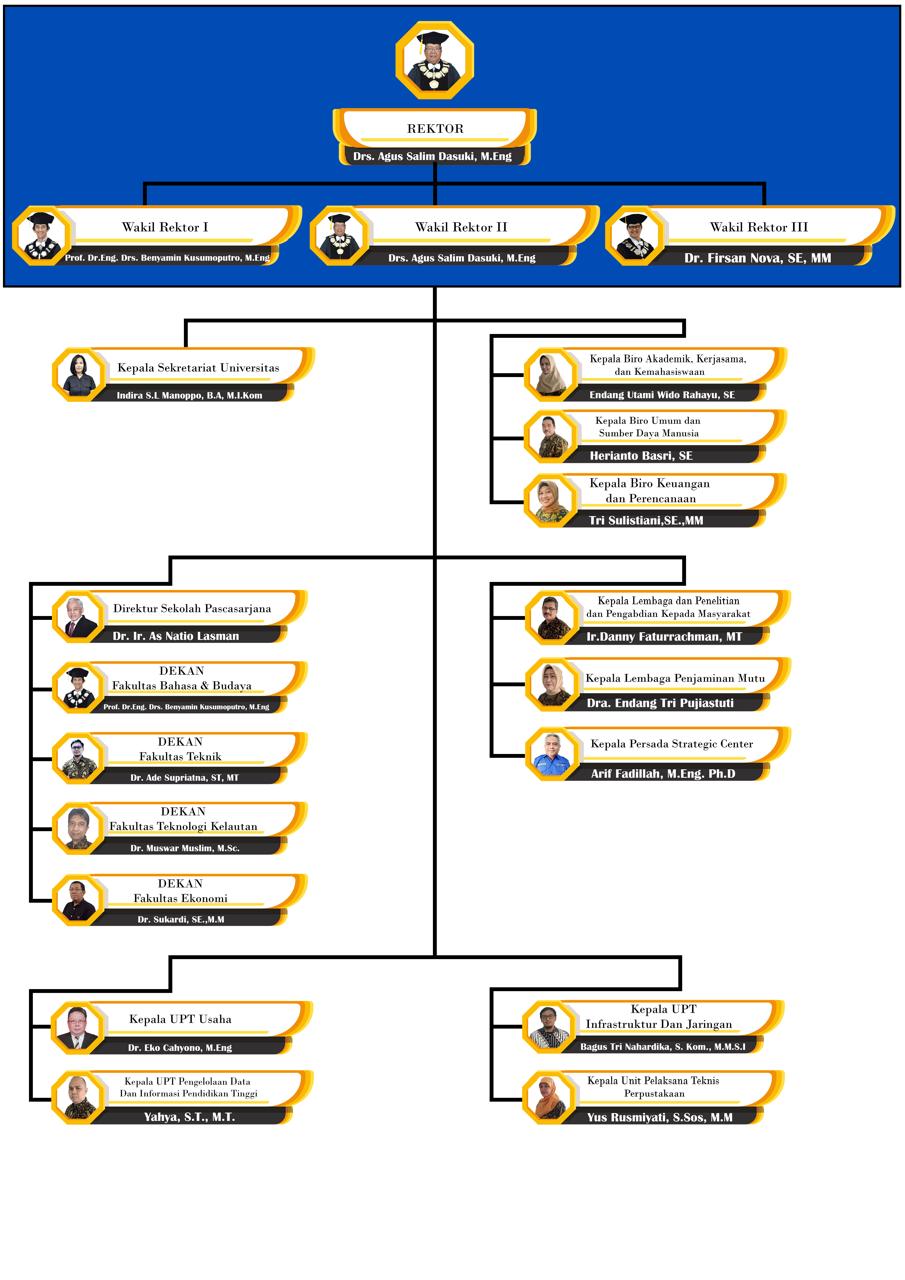 REKTOR
Drs. Agus Salim Dasuki, M.Eng
Wakil Rektor I
Prof. Dr.Eng. Drs. Benyamin Kusumoputro, M.Eng
Wakil Rektor II
Drs. Agus Salim Dasuki, M.Eng
Wakil Rektor III
Dr. Firsan Nova, SE, MM
Kepala Sekretariat Universitas
Indira S.L Manoppo, B.A, M.I.Kom
Kepala Biro Akademik, Kerjasama,
dan Kemahasiswaan
Endang Utami Wido Rahayu, SE
Kepala Biro Umum dan
Sumber Daya Manusia
Herianto Basri, SE
Kepala Biro Keuangan
dan Perencanaan
Tri Sulistiani,SE.,MM
Direktur Sekolah Pascasarjana
Dr. Ir. As Natio Lasman
DEKAN
Fakultas Bahasa & Budaya
Prof. Dr.Eng. Drs. Benyamin Kusumoputro, M.Eng
DEKAN
Fakultas Teknik
Dr. Ade Supriatna, ST, MT
DEKAN
Fakultas Teknologi Kelautan
Dr. Muswar Muslim, M.Sc.
DEKAN
Fakultas Ekonomi
Dr. Sukardi, SE.,M.M
Kepala Lembaga dan Penelitian
dan Pengabdian Kepada Masyarakat
Ir.Danny Faturrachman, MT
Kepala Lembaga Penjaminan Mutu
Dra. Endang Tri Pujiastuti
Kepala Persada Strategic Center
Arif Fadillah, M.Eng. Ph.D
Kepala UPT Usaha
Dr. Eko Cahyono, M.Eng
Kepala UPT Pengelolaan Data
Dan Informasi Pendidikan Tinggi
Yahya, S.T., M.T.
Kepala UPT
Infrastruktur Dan Jaringan
Bagus Tri Nahardika, S. Kom., M.M.S.I
Kepala Unit Pelaksana Teknis
Perpustakaan
Yus Rusmiyati, S.Sos, M.M